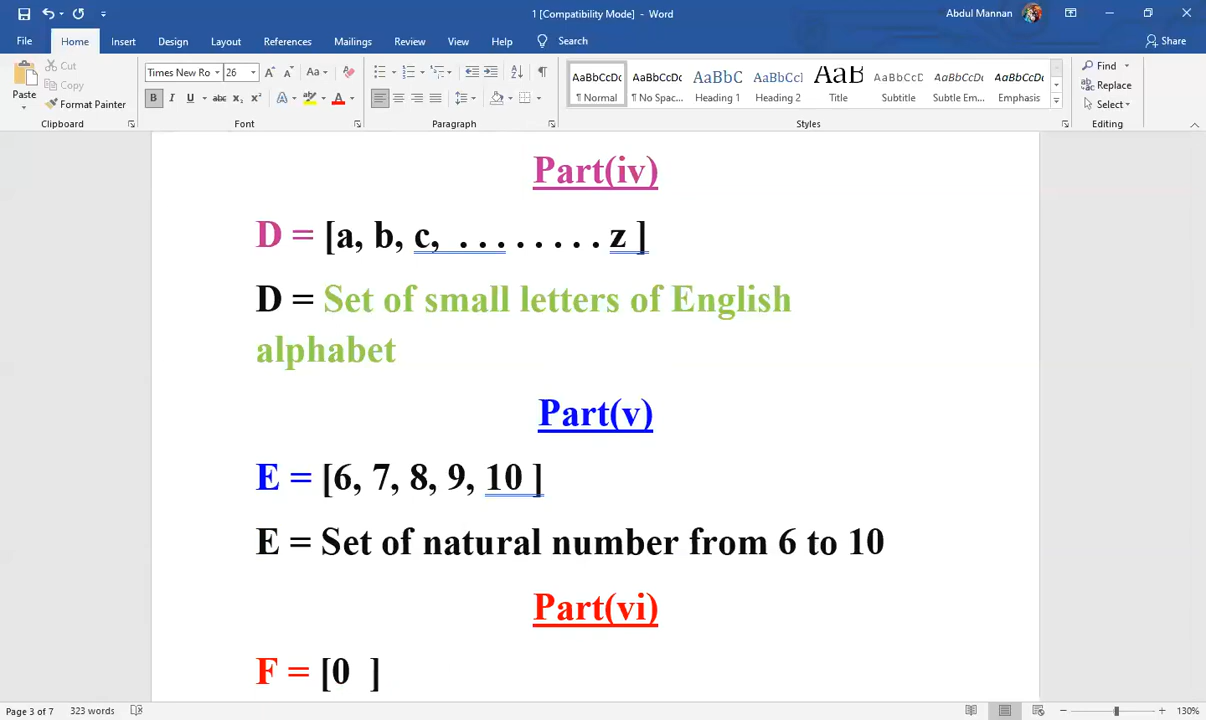 1 [Compatibility Mode] - Word
Abdul Mannan
File Home Insert Design Layout References Mailings Review View Help Search Share
Paste
Cut
Copy
Format Painter
Clipboard
Times New Ro 26
Font
Paragraph
AaBbCcDc AaBbCcDc AaBbC AaBbCcI AaB AaBbCcDc AaBbCcDc AaBbCcDc
¶ Normal ¶ No Spac... Heading 1 Heading 2 Title Subtitle Subtle Em... Emphasis
Styles
Find
Replace
Select
Editing
Part(iv)
D = [a, b, c, . . . . . . . . z ]
D = Set of small letters of English
alphabet
Part(v)
E = [6, 7, 8, 9, 10 ]
E = Set of natural number from 6 to 10
Part(vi)
F = [0 ]
Page 3 of 7 323 words 130%